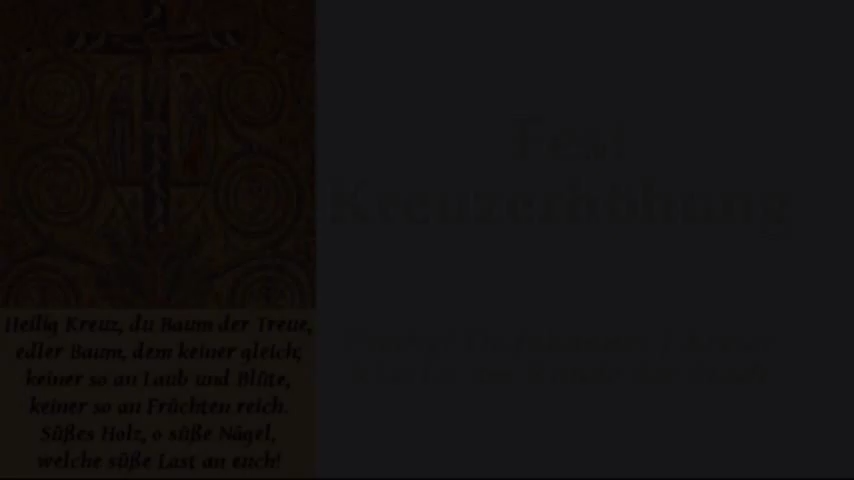 Heilig Kreuz, du Baum der Treue,
edler Baum, dem keiner gleich;
keiner so an Laub und Blüte,
keiner so an Früchten reich.
Süßes Holz, o süße Nägel,
welche süße Last an euch!
Fest
Kreuzerhöhung